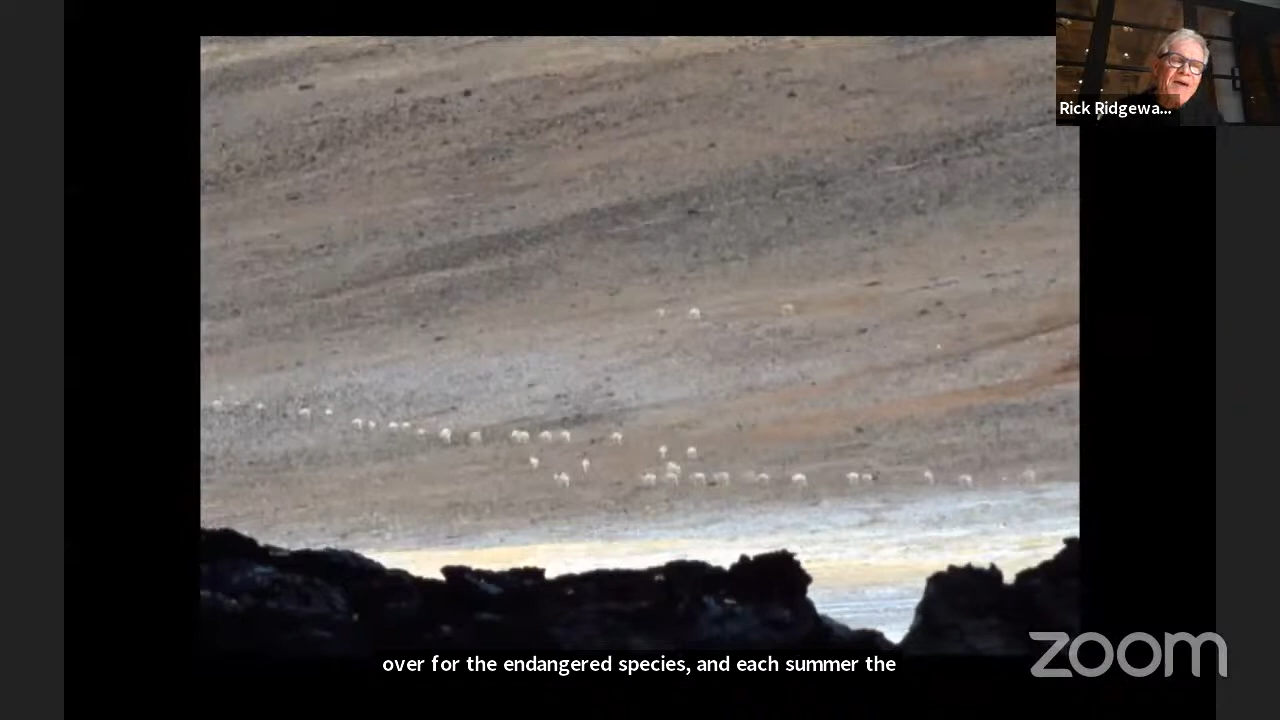 Rick Ridgewa...
over for the endangered species, and each summer the
zoom